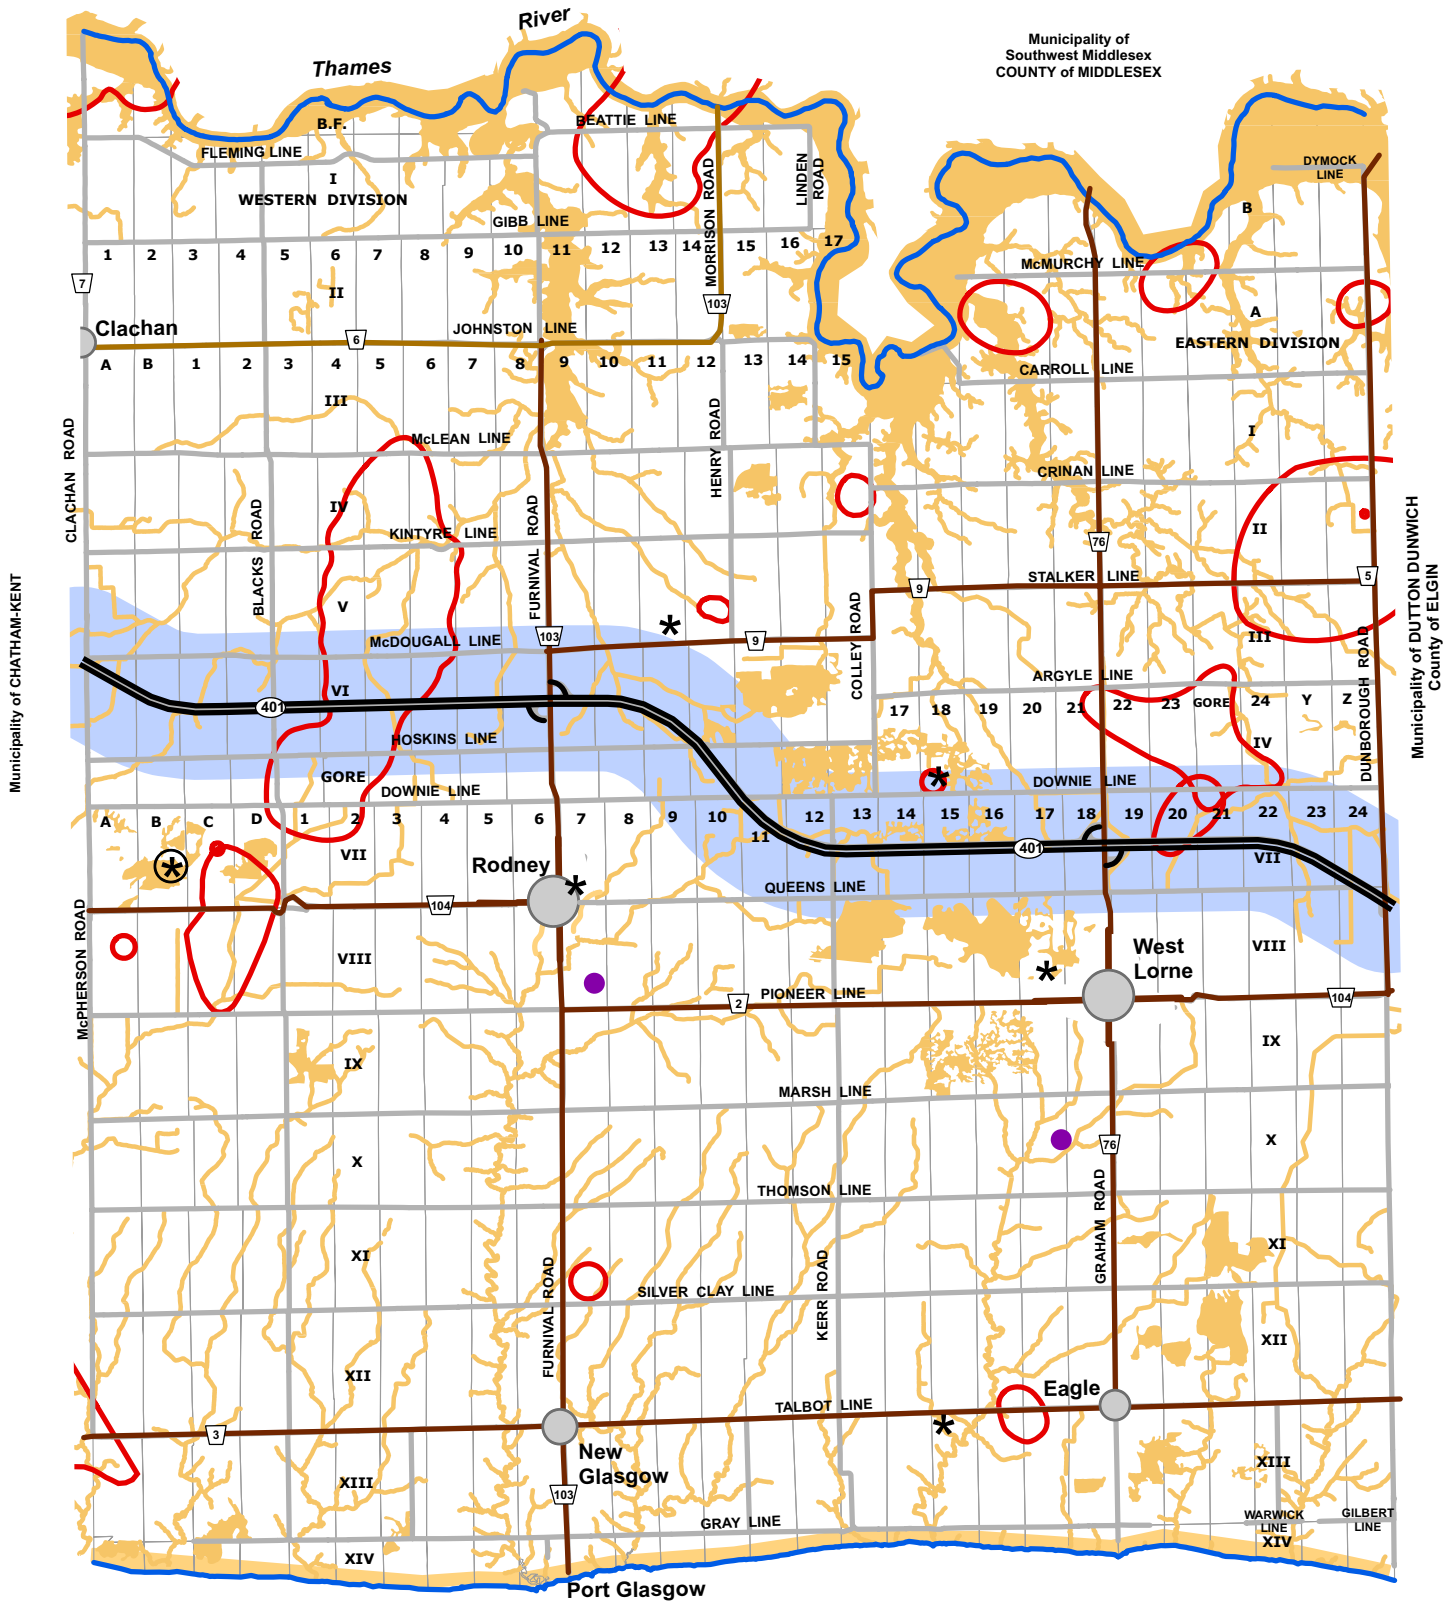 River
Thames
Municipality of
Southwest Middlesex
COUNTY of MIDDLESEX
B.F.
BEATTIE LINE
FLEMING LINE
I
WESTERN DIVISION
GIBB LINE
MORRISON ROAD
LINDEN
ROAD
DYMOCK
LINE
B
1 2 3 4 5 6 7 8 9 10 11 12 13 14 15 16 17
McMURCHY LINE
7
II
103
A
Clachan
6
JOHNSTON LINE
EASTERN DIVISION
A B 1 2 3 4 5 6 7 8 9 10 11 12 13 14 15
CARROLL LINE
III
CLACHAN ROAD
McLEAN LINE
HENRY ROAD
I
CRINAN LINE
BLACKS ROAD
IV
KINTYRE LINE
FURNIVAL ROAD
II
76
Municipality of CHATHAM-KENT
Municipality of DUTTON DUNWICH
County of ELGIN
STALKER LINE
9
5
V
McDOUGALL LINE
103
9
COLLEY ROAD
III
DUNBOROUGH ROAD
ARGYLE LINE
VI
401
17 18 19 20 21 22 23 GORE 24 Y Z
HOSKINS LINE
IV
GORE
DOWNIE LINE
DOWNIE LINE
A B C D 1 2 3 4 5 6 7 8 9 10 11 12 13 14 15 16 17 18 19 20 21 22 23 24
VII
401
VII
Rodney
QUEENS LINE
104
McPHERSON ROAD
VIII
West
Lorne
VIII
PIONEER LINE
2
104
IX
IX
MARSH LINE
X
76
X
THOMSON LINE
GRAHAM ROAD
XI
XI
FURNIVAL ROAD
SILVER CLAY LINE
KERR ROAD
XII
XII
Eagle
TALBOT LINE
3
New
Glasgow
XIII
XIII
103
GRAY LINE
WARWICK
LINE
GILBERT
LINE
XIV
XIV
Port Glasgow